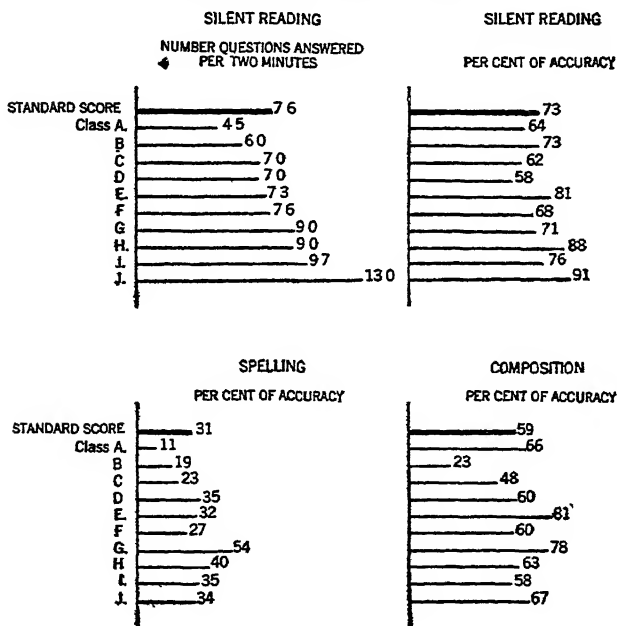 SILENT READING
NUMBER QUESTIONS ANSWERED
PER TWO MINUTES
STANDARD SCORE 76
Class A. 45
B 60
C 70
D 70
E. 73
F 76
G 90
H. 90
I. 97
J. 130
SILENT READING
PER CENT OF ACCURACY
73
64
73
62
58
81
68
71
88
76
91
SPELLING
PER CENT OF ACCURACY
STANDARD SCORE 31
Class A. 11
B 19
C 23
D 35
E. 32
F 27
G. 54
H 40
I. 35
J. 34
COMPOSITION
PER CENT OF ACCURACY
59
66
23
48
60
81
60
78
63
58
67